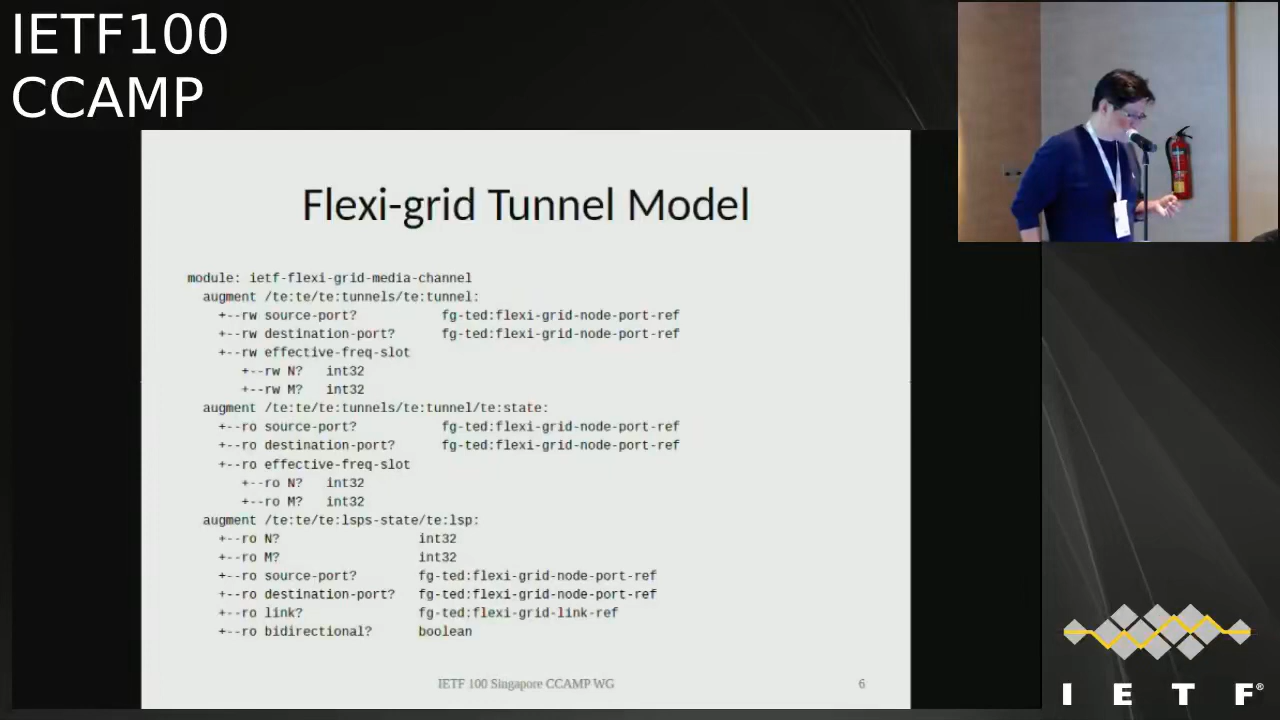 IETF100
CCAMP
Flexi-grid Tunnel Model
module: ietf-flexi-grid-media-channel
augment /te:te/te:tunnels/te:tunnel:
+--rw source-port? fg-ted:flexi-grid-node-port-ref
+--rw destination-port? fg-ted:flexi-grid-node-port-ref
+--rw effective-freq-slot
+--rw N? int32
+--rw M? int32
augment /te:te/te:tunnels/te:tunnel/te:state:
+--ro source-port? fg-ted:flexi-grid-node-port-ref
+--ro destination-port? fg-ted:flexi-grid-node-port-ref
+--ro effective-freq-slot
+--ro N? int32
+--ro M? int32
augment /te:te/te:lsps-state/te:lsp:
+--ro N? int32
+--ro M? int32
+--ro source-port? fg-ted:flexi-grid-node-port-ref
+--ro destination-port? fg-ted:flexi-grid-node-port-ref
+--ro link? fg-ted:flexi-grid-link-ref
+--ro bidirectional? boolean
IETF 100 Singapore CCAMP WG 6
I E T F®